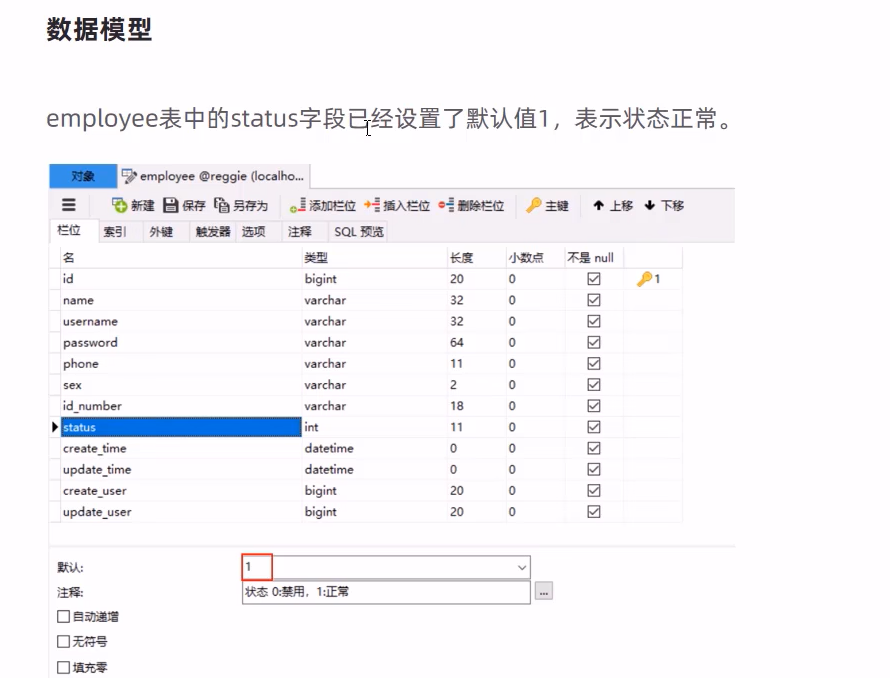 数据模型
employee表中的status字段已经设置了默认值1，表示状态正常。
对象 employee @reggie (localho...
新建 保存 另存为 添加栏位 插入栏位 删除栏位 主键 上移 下移
栏位 索引 外键 触发器 选项 注释 SQL 预览
名 类型 长度 小数点 不是 null
id bigint 20 0 1
name varchar 32 0
username varchar 32 0
password varchar 64 0
phone varchar 11 0
sex varchar 2 0
id_number varchar 18 0
status int 11 0
create_time datetime 0 0
update_time datetime 0 0
create_user bigint 20 0
update_user bigint 20 0
默认: 1
注释: 状态 0:禁用，1:正常 ...
自动递增
无符号
填充零